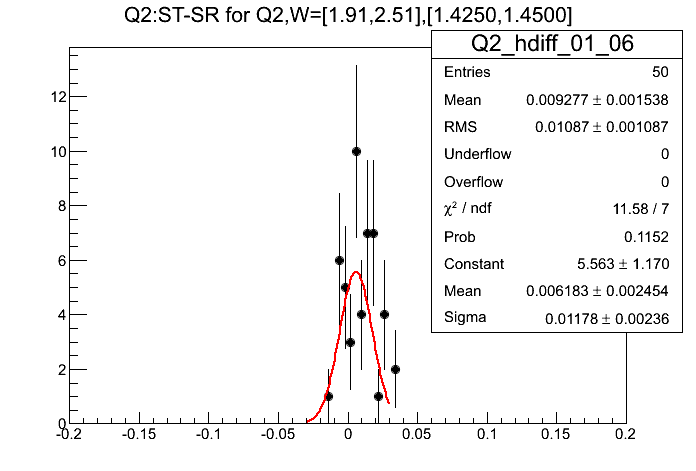 Q2:ST-SR for Q2,W=[1.91,2.51],[1.4250,1.4500]
Q2_hdiff_01_06
Entries 50
Mean 0.009277 ± 0.001538
RMS 0.01087 ± 0.001087
Underflow 0
Overflow 0
χ² / ndf 11.58 / 7
Prob 0.1152
Constant 5.563 ± 1.170
Mean 0.006183 ± 0.002454
Sigma 0.01178 ± 0.00236
12
10
8
6
4
2
0
-0.2 -0.15 -0.1 -0.05 0 0.05 0.1 0.15 0.2